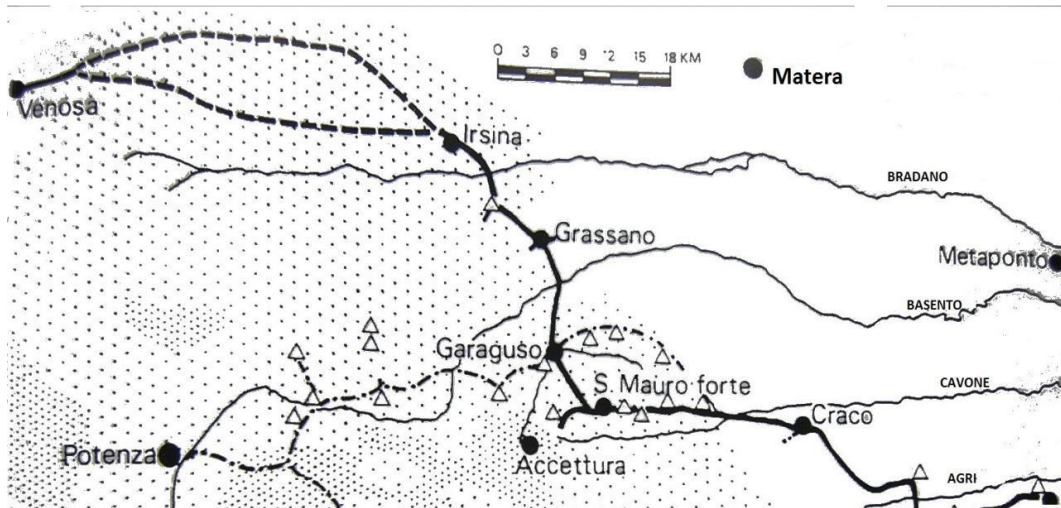 0 3 6 9 12 15 18 KM
Matera
Venosa
Irsina
BRADANO
Grassano
Metaponto
BASENTO
Garaguso
S. Mauro forte
CAVONE
Craco
Potenza
Accettura
AGRI